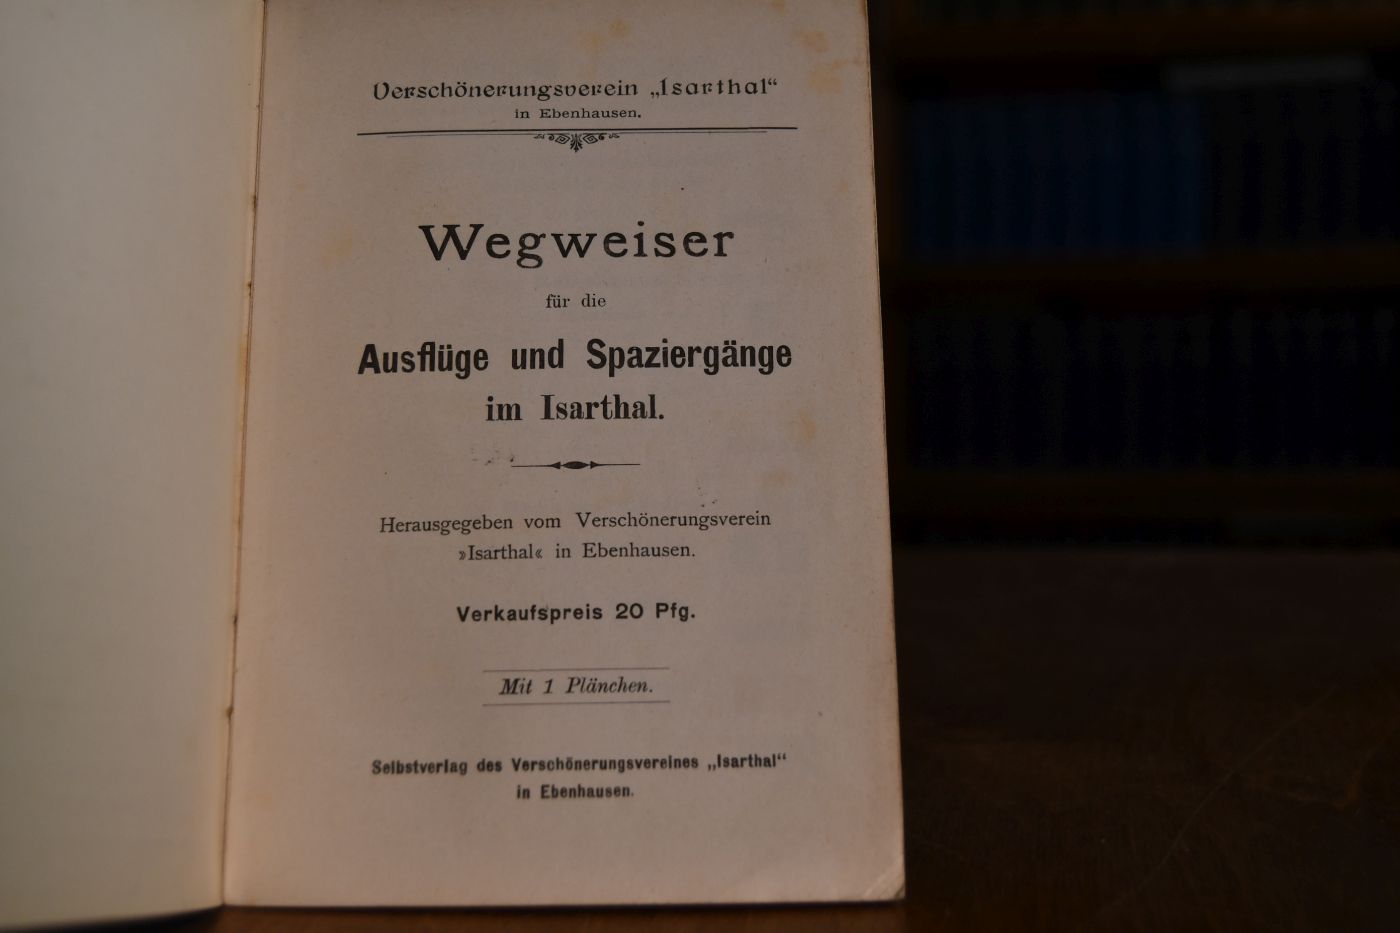 Verschönerungsverein „Isarthal“
in Ebenhausen.
Wegweiser
für die
Ausflüge und Spaziergänge
im Isarthal.
Herausgegeben vom Verschönerungsverein
»Isarthal« in Ebenhausen.
Verkaufspreis 20 Pfg.
Mit 1 Plänchen.
Selbstverlag des Verschönerungsvereines „Isarthal“
in Ebenhausen.